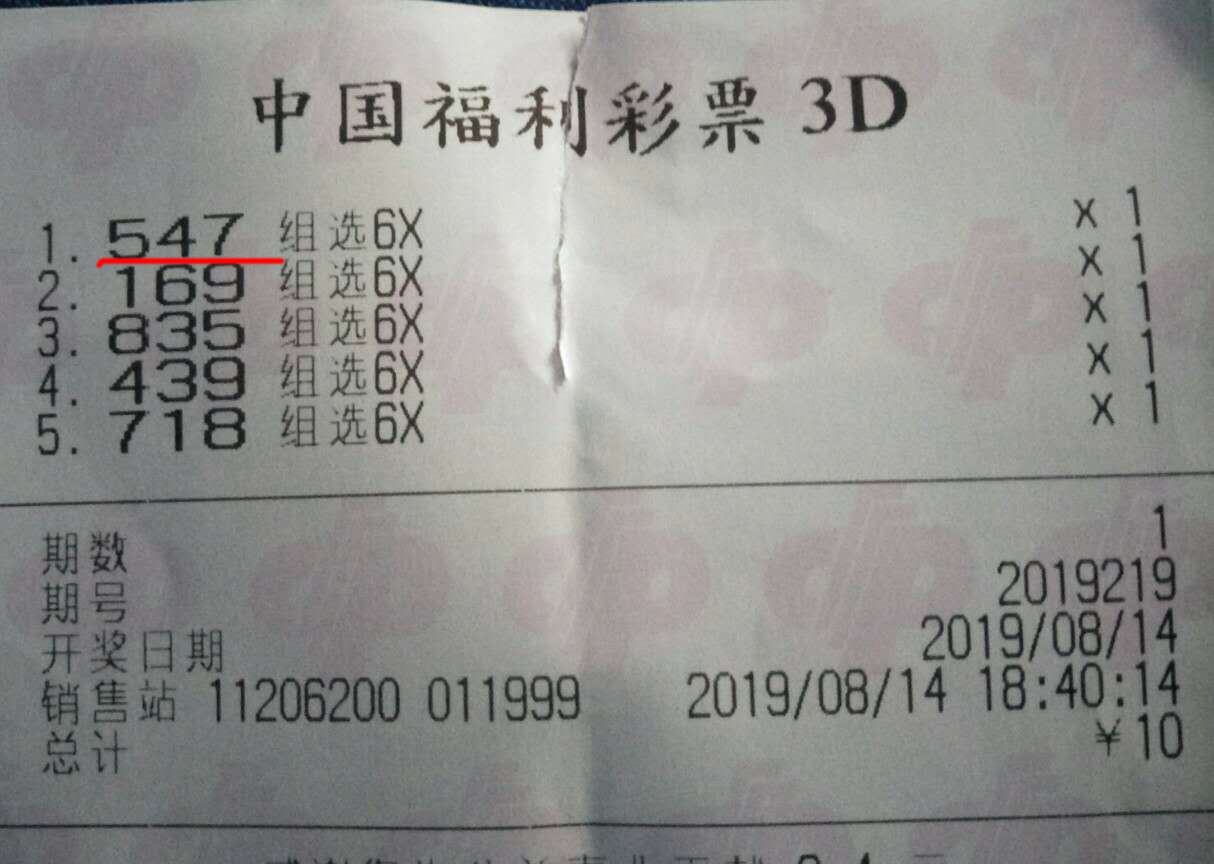 中国福利彩票 3D
1. 547 组选6X x 1
2. 169 组选6X x 1
3. 835 组选6X x 1
4. 439 组选6X x 1
5. 718 组选6X x 1
期数 1
期号 2019219
开奖日期 2019/08/14
销售站 11206200 011999 2019/08/14 18:40:14
总计 ¥10